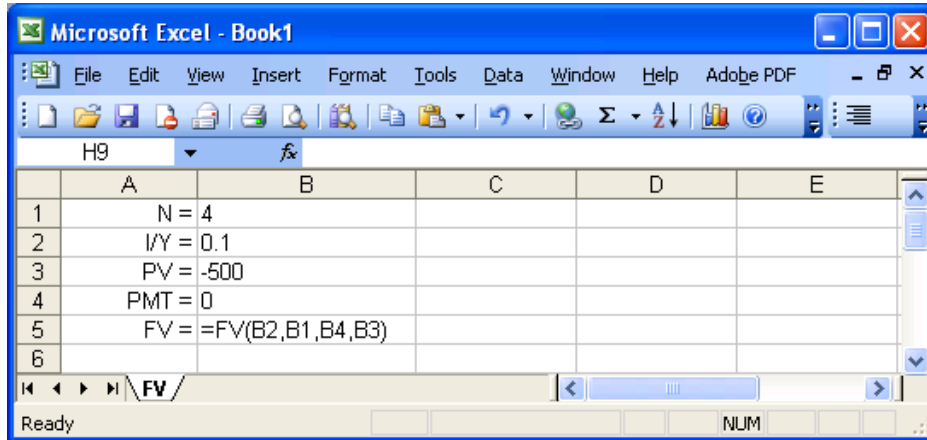 Microsoft Excel - Book1
File Edit View Insert Format Tools Data Window Help Adobe PDF
H9 fx
A B C D E
1 N = 4
2 I/Y = 0.1
3 PV = -500
4 PMT = 0
5 FV = =FV(B2,B1,B4,B3)
6
FV
Ready NUM